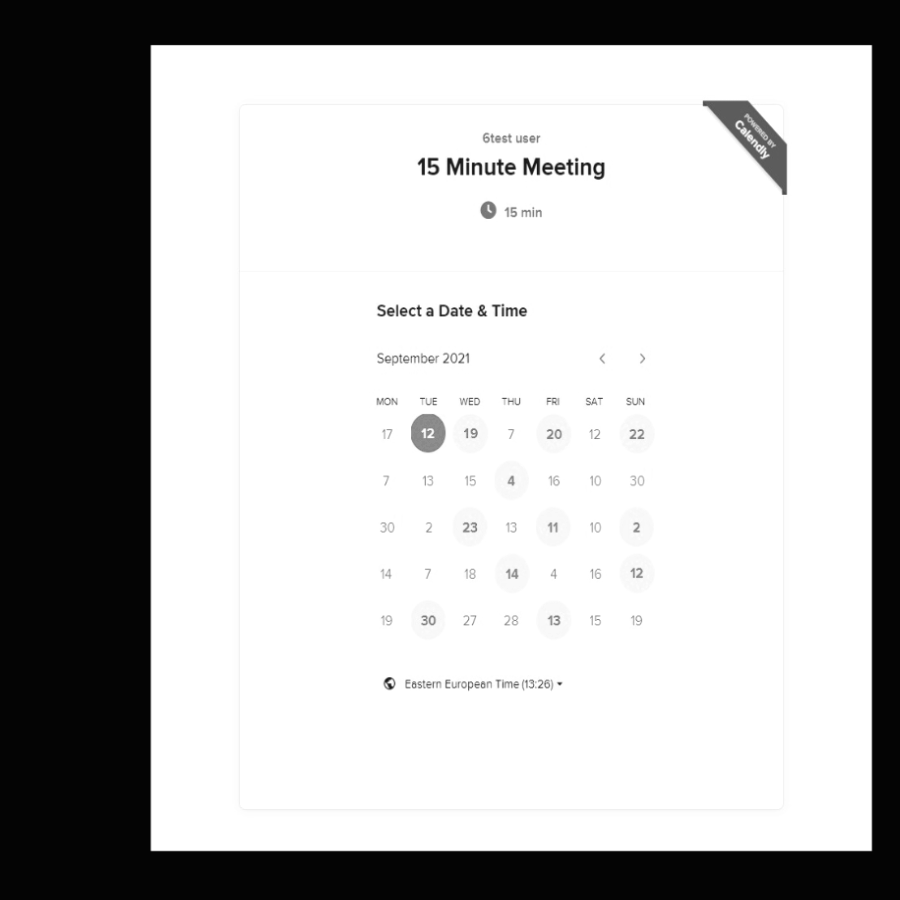 POWERED BY
Calendly
6test user
15 Minute Meeting
15 min
Select a Date & Time
September 2021
MON TUE WED THU FRI SAT SUN
17 12 19 7 20 12 22
7 13 15 4 16 10 30
30 2 23 13 11 10 2
14 7 18 14 4 16 12
19 30 27 28 13 15 19
Eastern European Time (13:26)